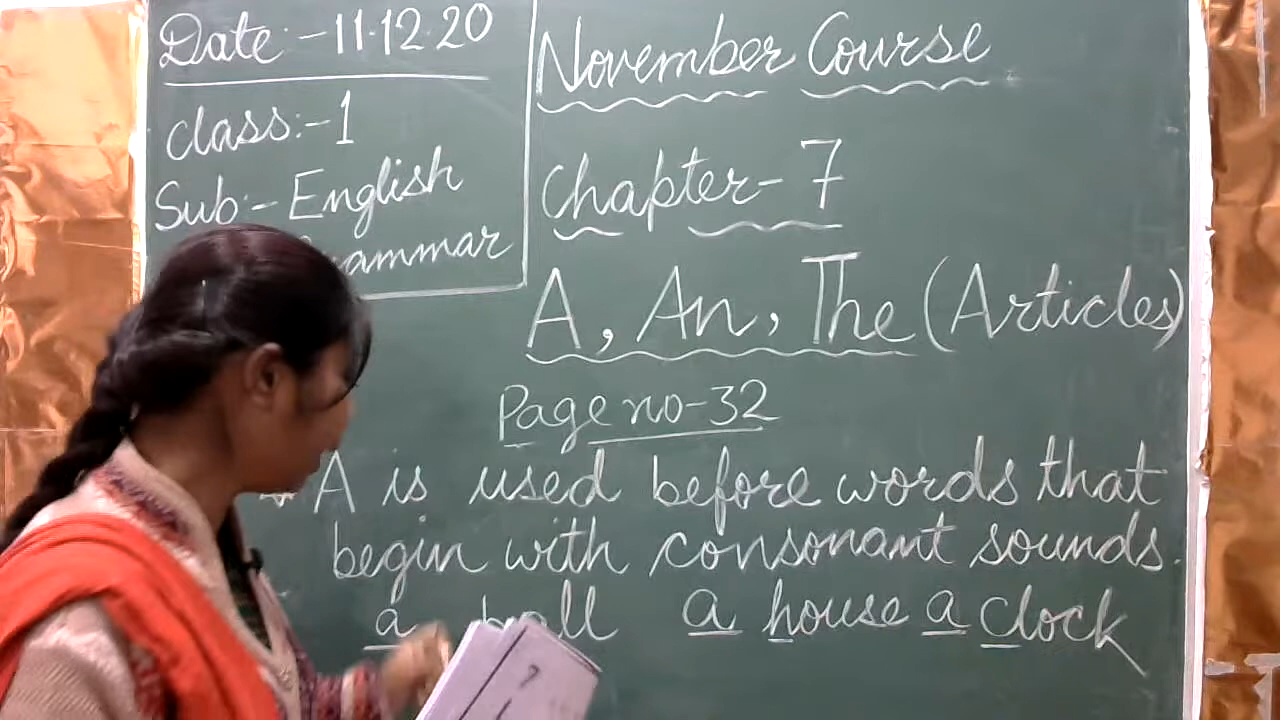 Date:-11.12.20
Class:-1
Sub:- English
November Course
Chapter-7
A, An, The (Articles)
Page no-32
A is used before words that
begin with consonant sounds.
a a house a clock
7